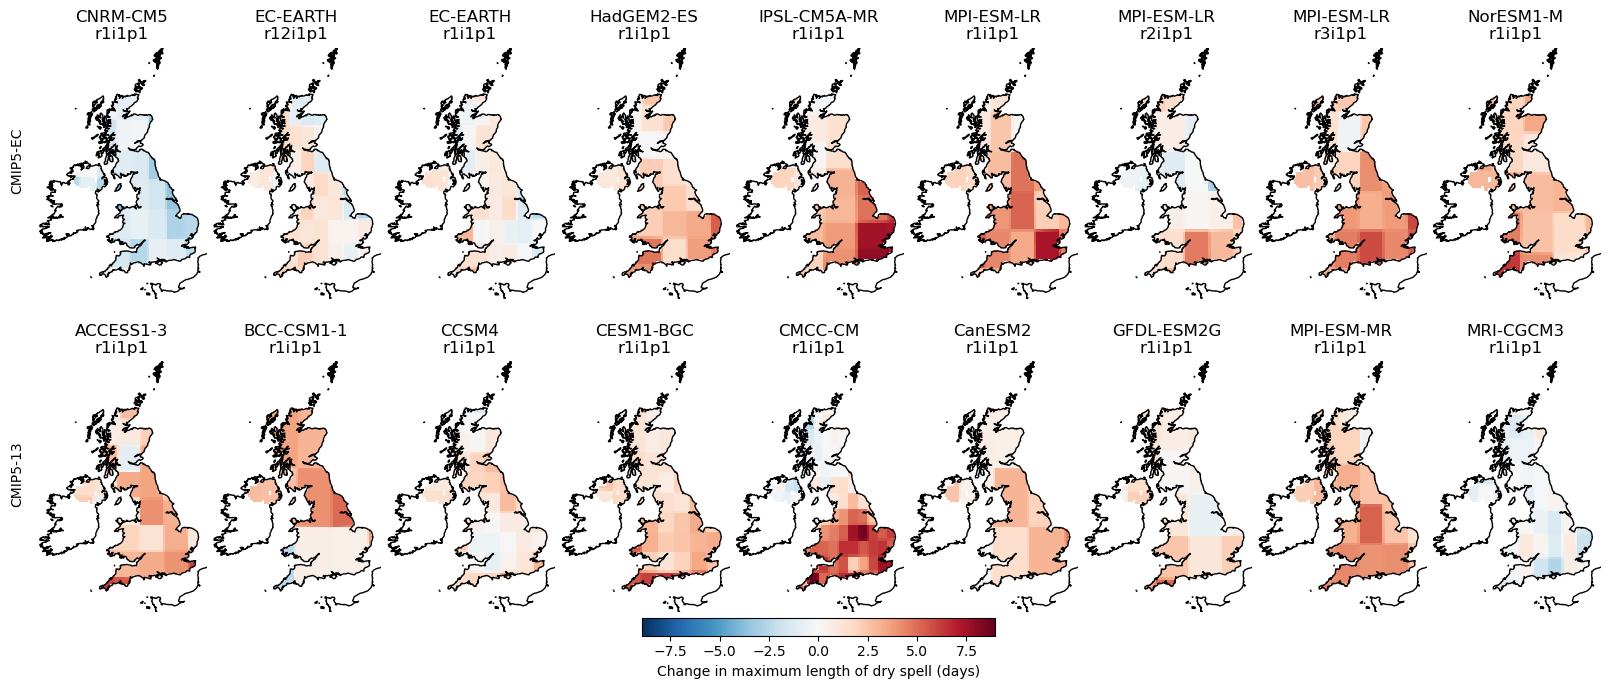 CNRM-CM5 EC-EARTH EC-EARTH HadGEM2-ES IPSL-CM5A-MR MPI-ESM-LR MPI-ESM-LR MPI-ESM-LR NorESM1-M
r1i1p1 r12i1p1 r1i1p1 r1i1p1 r1i1p1 r1i1p1 r2i1p1 r3i1p1 r1i1p1
CMIP5-EC
ACCESS1-3 BCC-CSM1-1 CCSM4 CESM1-BGC CMCC-CM CanESM2 GFDL-ESM2G MPI-ESM-MR MRI-CGCM3
r1i1p1 r1i1p1 r1i1p1 r1i1p1 r1i1p1 r1i1p1 r1i1p1 r1i1p1 r1i1p1
CMIP5-13
−7.5 −5.0 −2.5 0.0 2.5 5.0 7.5
Change in maximum length of dry spell (days)